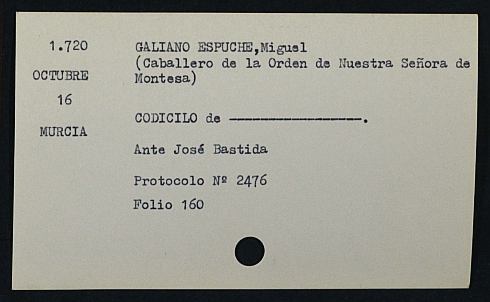 1.720
OCTUBRE
16
MURCIA
GALIANO ESPUCHE,Miguel
(Caballero de la Orden de Nuestra Señora de
Montesa)
CODICILO de -----------------.
Ante José Bastida
Protocolo Nº 2476
Folio 160